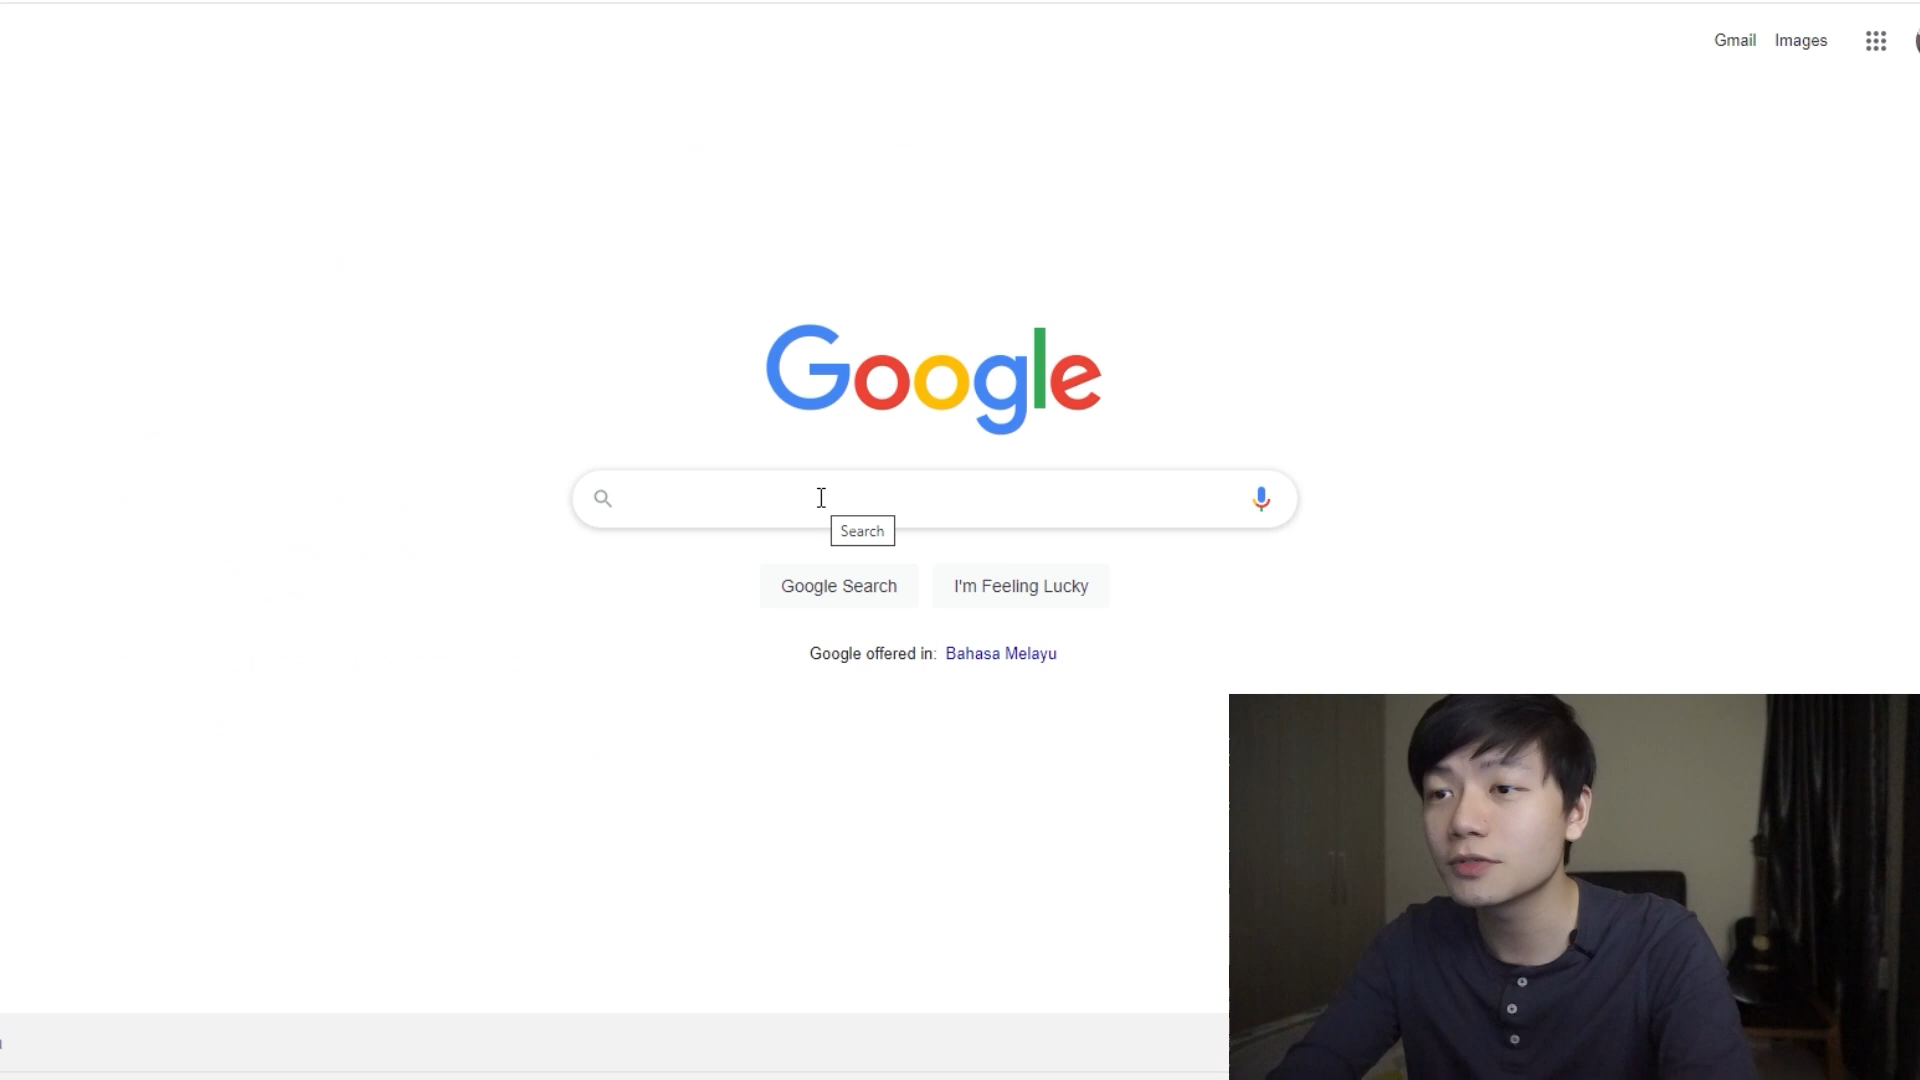 Gmail Images
Google
Search
Google Search I'm Feeling Lucky
Google offered in: Bahasa Melayu